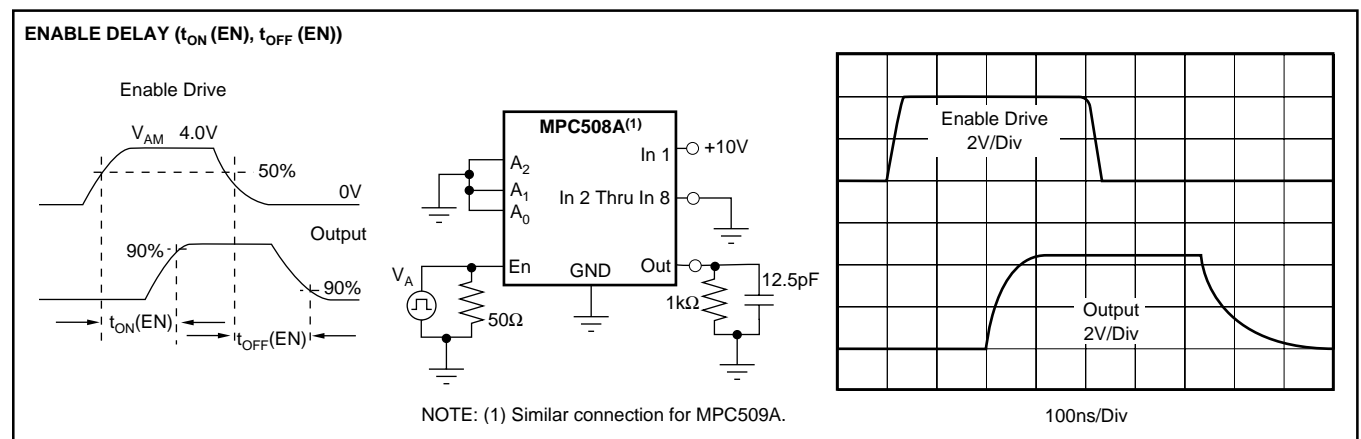 ENABLE DELAY (tON (EN), tOFF (EN))
Enable Drive
VAM 4.0V
50%
0V
Output
90%
90%
tON(EN)
tOFF(EN)
MPC508A(1)
A2
A1
A0
In 1
+10V
In 2 Thru In 8
En
GND
Out
VA
50Ω
1kΩ
12.5pF
NOTE: (1) Similar connection for MPC509A.
Enable Drive
2V/Div
Output
2V/Div
100ns/Div